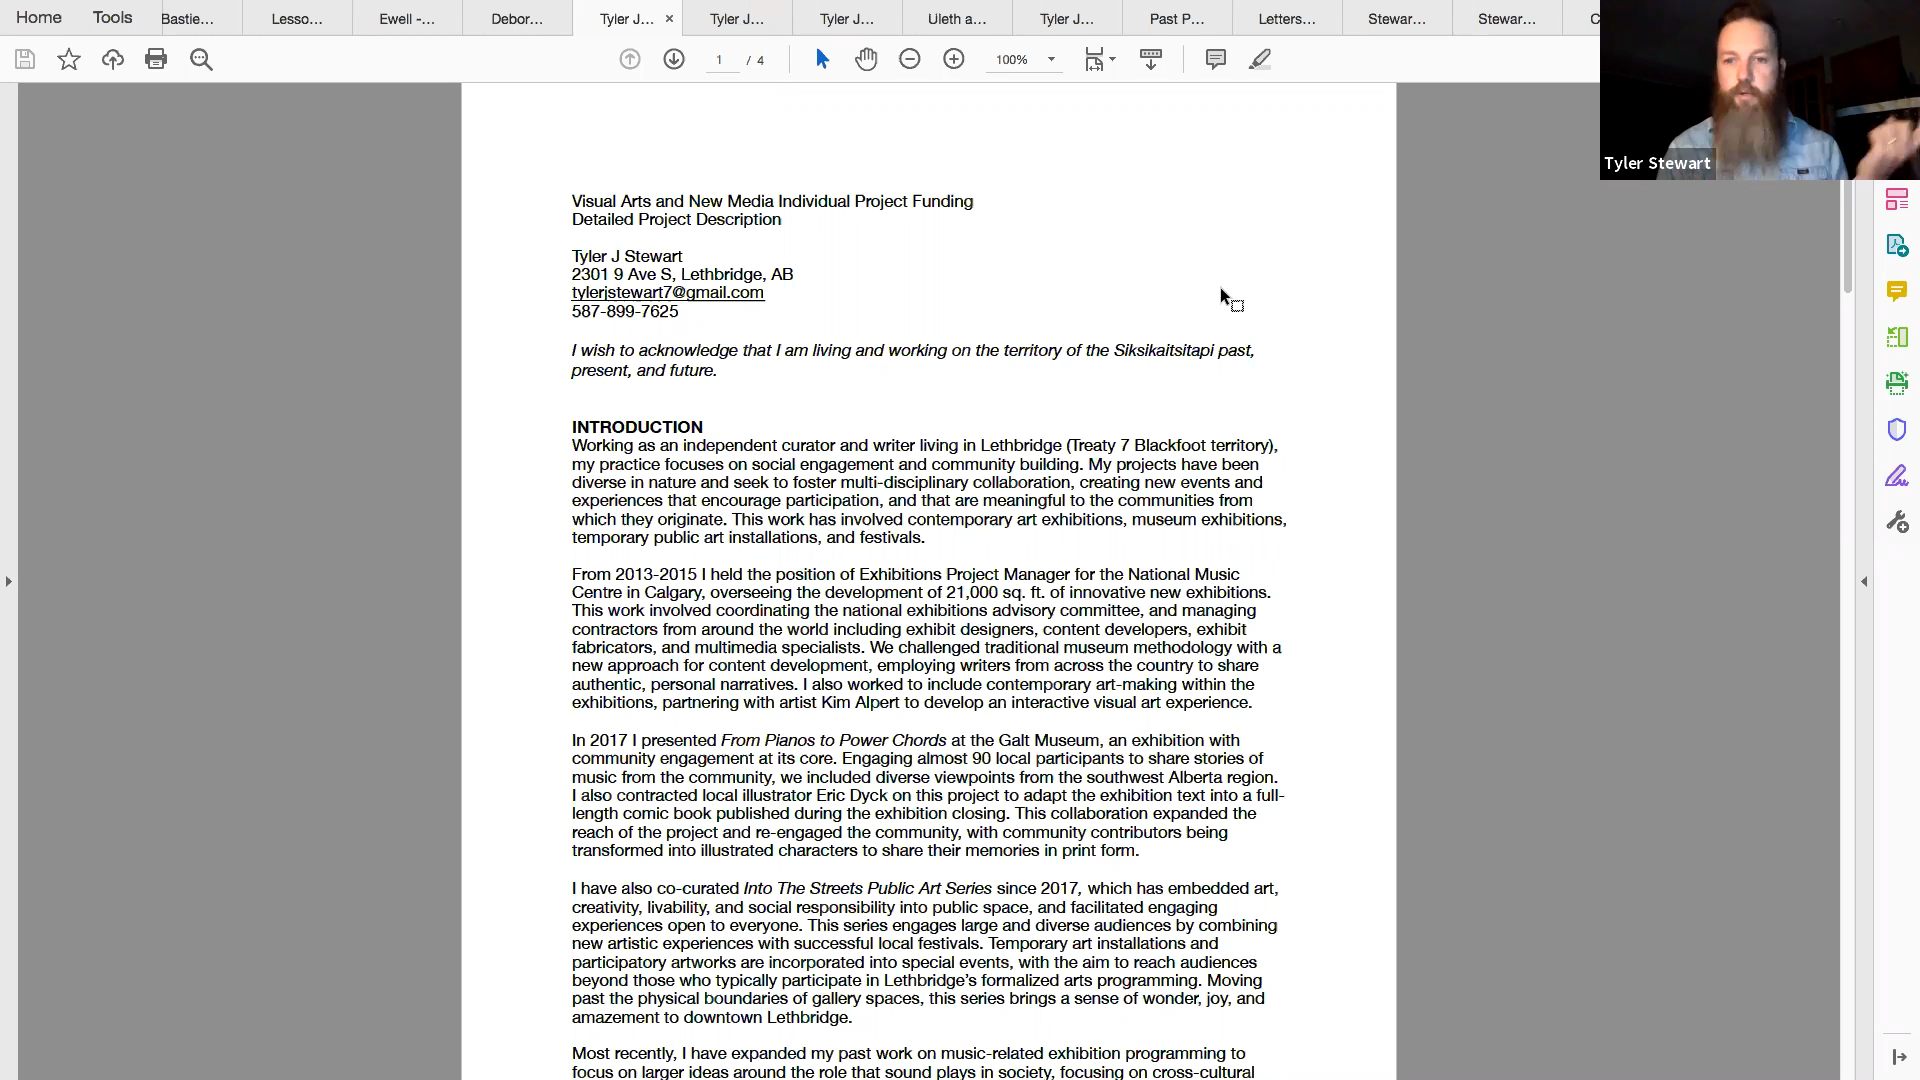 Home Tools Bastie... Lesso... Ewell -... Debor... Tyler J... × Tyler J... Tyler J... Uleth a... Tyler J... Past P... Letters... Stewar... Stewar... C
1 / 4 100%
Tyler Stewart
Visual Arts and New Media Individual Project Funding
Detailed Project Description
Tyler J Stewart
2301 9 Ave S, Lethbridge, AB
tylerjstewart7@gmail.com
587-899-7625
I wish to acknowledge that I am living and working on the territory of the Siksikaitsitapi past,
present, and future.
INTRODUCTION
Working as an independent curator and writer living in Lethbridge (Treaty 7 Blackfoot territory),
my practice focuses on social engagement and community building. My projects have been
diverse in nature and seek to foster multi-disciplinary collaboration, creating new events and
experiences that encourage participation, and that are meaningful to the communities from
which they originate. This work has involved contemporary art exhibitions, museum exhibitions,
temporary public art installations, and festivals.
From 2013-2015 I held the position of Exhibitions Project Manager for the National Music
Centre in Calgary, overseeing the development of 21,000 sq. ft. of innovative new exhibitions.
This work involved coordinating the national exhibitions advisory committee, and managing
contractors from around the world including exhibit designers, content developers, exhibit
fabricators, and multimedia specialists. We challenged traditional museum methodology with a
new approach for content development, employing writers from across the country to share
authentic, personal narratives. I also worked to include contemporary art-making within the
exhibitions, partnering with artist Kim Alpert to develop an interactive visual art experience.
In 2017 I presented From Pianos to Power Chords at the Galt Museum, an exhibition with
community engagement at its core. Engaging almost 90 local participants to share stories of
music from the community, we included diverse viewpoints from the southwest Alberta region.
I also contracted local illustrator Eric Dyck on this project to adapt the exhibition text into a full-
length comic book published during the exhibition closing. This collaboration expanded the
reach of the project and re-engaged the community, with community contributors being
transformed into illustrated characters to share their memories in print form.
I have also co-curated Into The Streets Public Art Series since 2017, which has embedded art,
creativity, livability, and social responsibility into public space, and facilitated engaging
experiences open to everyone. This series engages large and diverse audiences by combining
new artistic experiences with successful local festivals. Temporary art installations and
participatory artworks are incorporated into special events, with the aim to reach audiences
beyond those who typically participate in Lethbridge’s formalized arts programming. Moving
past the physical boundaries of gallery spaces, this series brings a sense of wonder, joy, and
amazement to downtown Lethbridge.
Most recently, I have expanded my past work on music-related exhibition programming to
focus on larger ideas around the role that sound plays in society, focusing on cross-cultural